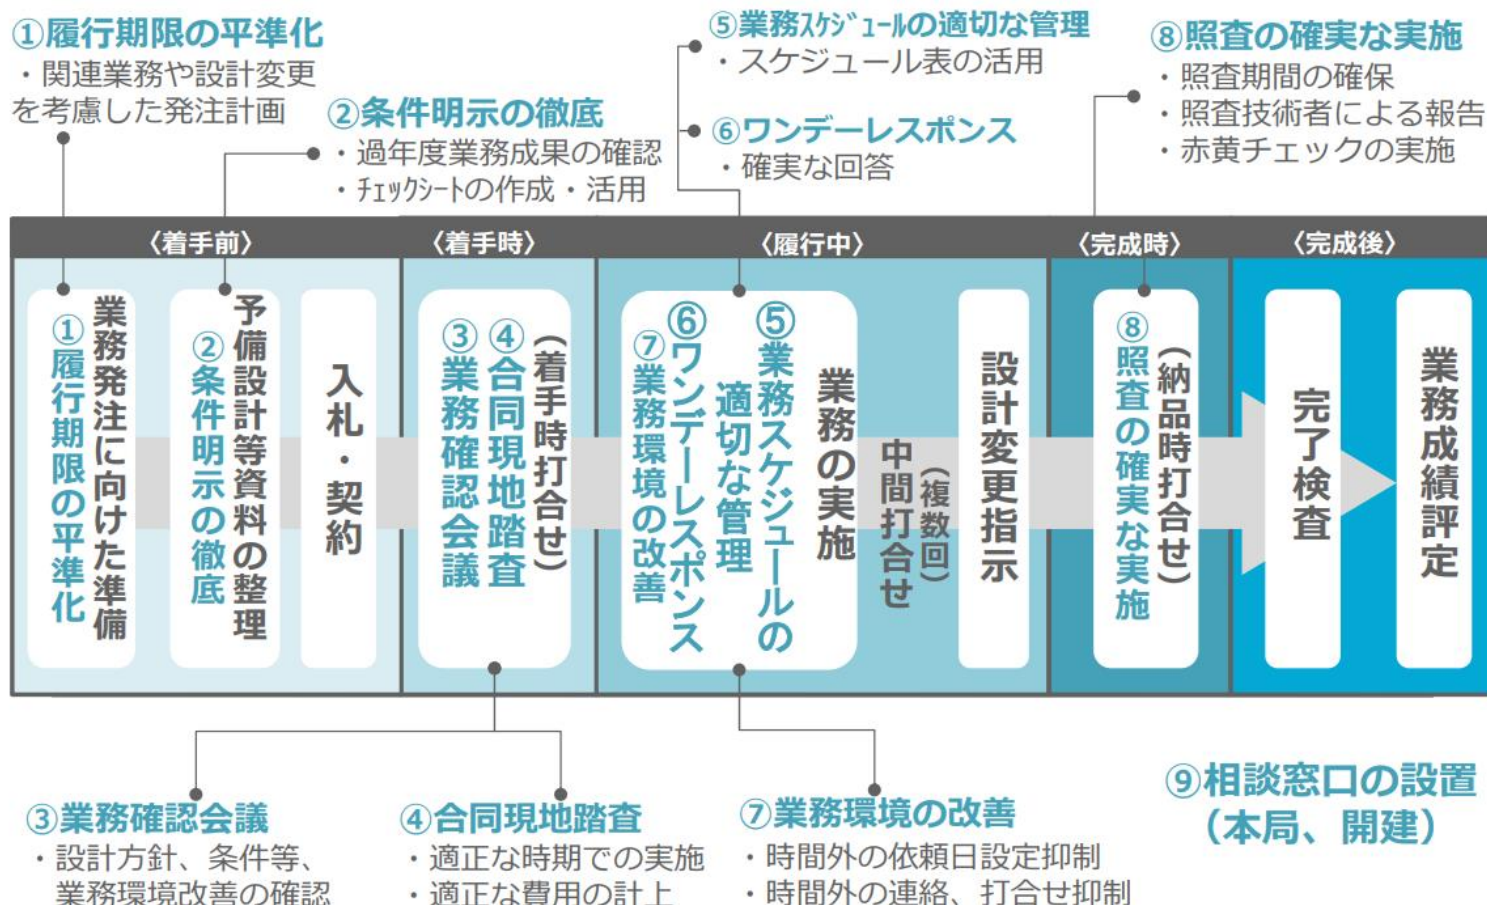 ①履行期限の平準化
・関連業務や設計変更
を考慮した発注計画
②条件明示の徹底
・過年度業務成果の確認
・ﾁｪｯｸｼｰﾄの作成・活用
⑤業務ｽｹｼﾞｭｰﾙの適切な管理
・スケジュール表の活用
⑥ワンデーレスポンス
・確実な回答
⑧照査の確実な実施
・照査期間の確保
・照査技術者による報告
・赤黄チェックの実施
〈着手前〉
〈着手時〉
〈履行中〉
〈完成時〉
〈完成後〉
業務発注に向けた準備
①履行期限の平準化
予備設計等資料の整理
②条件明示の徹底
入札・契約
（着手時打合せ）
④合同現地踏査
③業務確認会議
業務の実施
⑤業務スケジュールの
適切な管理
⑥ワンデーレスポンス
⑦業務環境の改善
（複数回）
中間打合せ
設計変更指示
（納品時打合せ）
⑧照査の確実な実施
完了検査
業務成績評定
③業務確認会議
・設計方針、条件等、
業務環境改善の確認
④合同現地踏査
・適正な時期での実施
・適正な費用の計上
⑦業務環境の改善
・時間外の依頼日設定抑制
・時間外の連絡、打合せ抑制
⑨相談窓口の設置
（本局、開建）